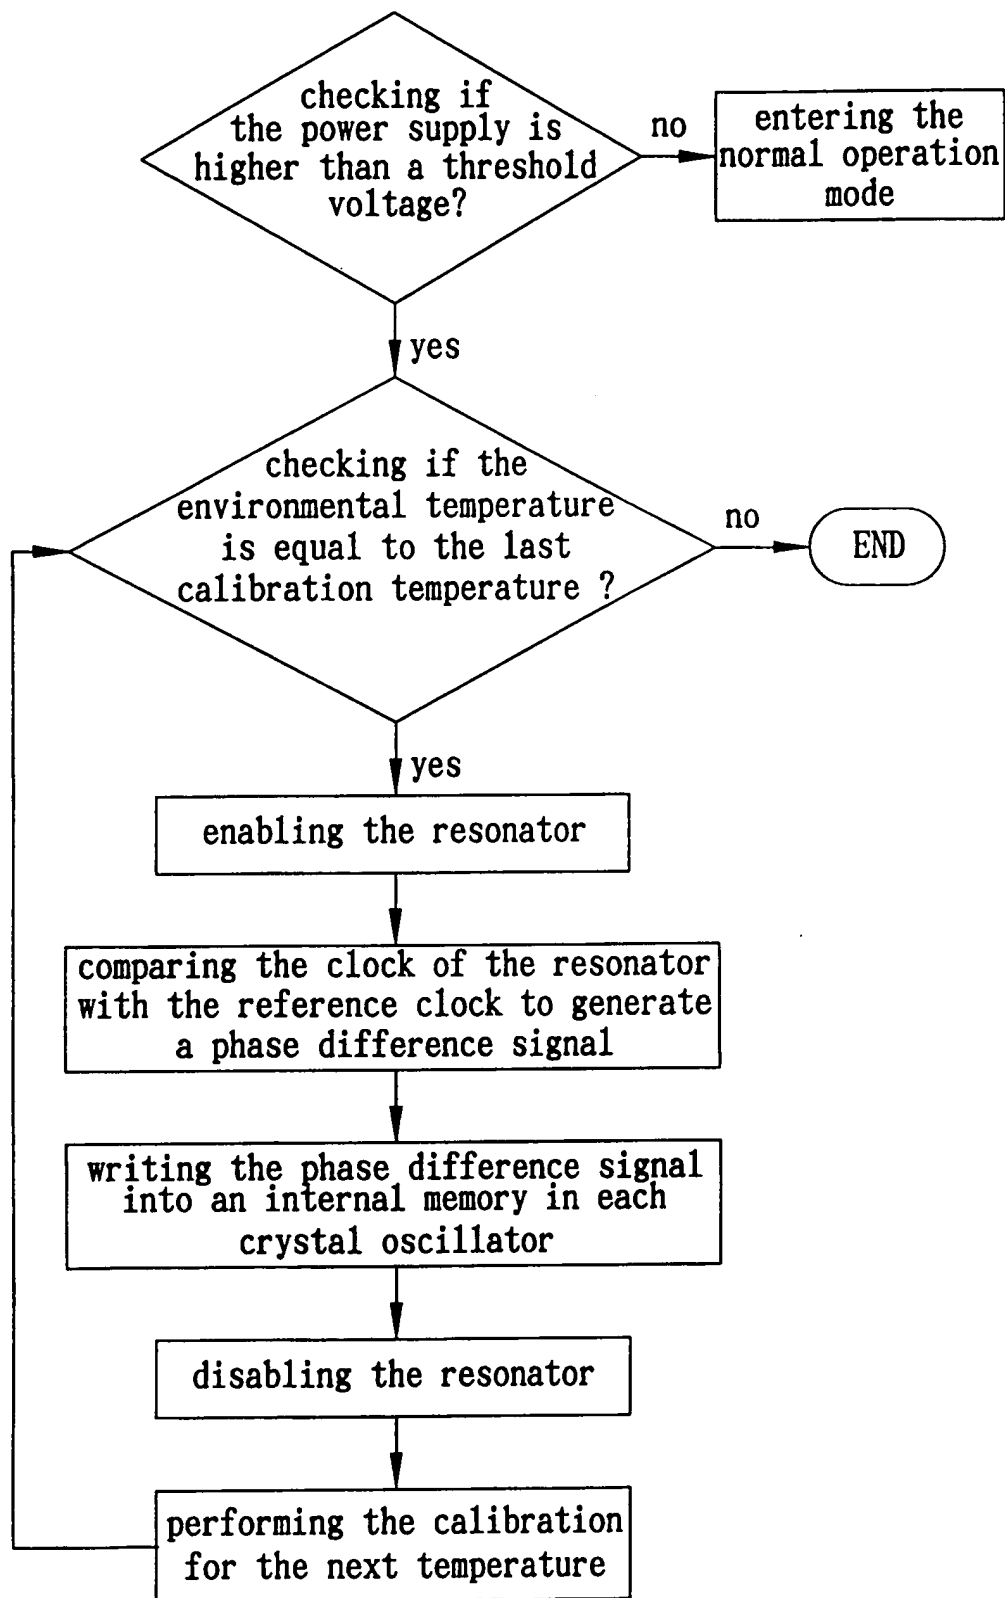 checking if
the power supply is
higher than a threshold
voltage?
no
entering the
normal operation
mode
yes
checking if the
environmental temperature
is equal to the last
calibration temperature ?
no
END
yes
enabling the resonator
comparing the clock of the resonator
with the reference clock to generate
a phase difference signal
writing the phase difference signal
into an internal memory in each
crystal oscillator
disabling the resonator
performing the calibration
for the next temperature